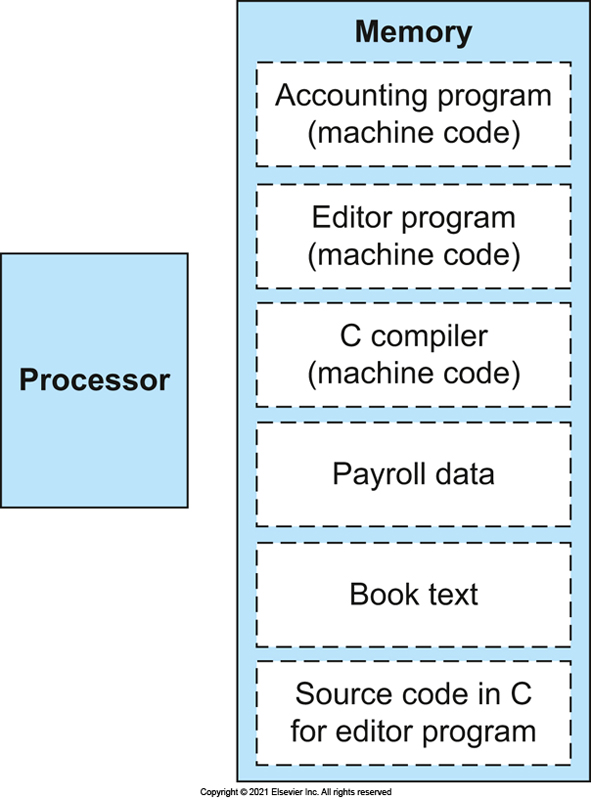 Memory
Accounting program
(machine code)
Editor program
(machine code)
C compiler
(machine code)
Processor
Payroll data
Book text
Source code in C
for editor program
Copyright © 2021 Elsevier Inc. All rights reserved